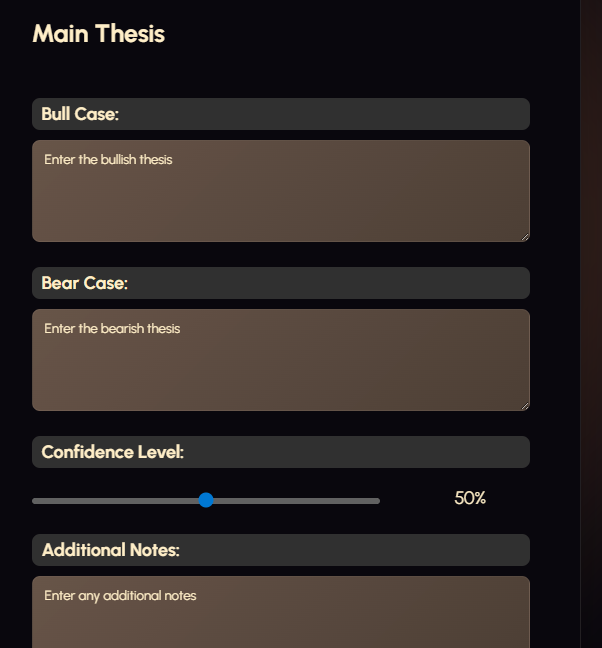 Main Thesis
Bull Case:
Enter the bullish thesis
Bear Case:
Enter the bearish thesis
Confidence Level:
50%
Additional Notes:
Enter any additional notes